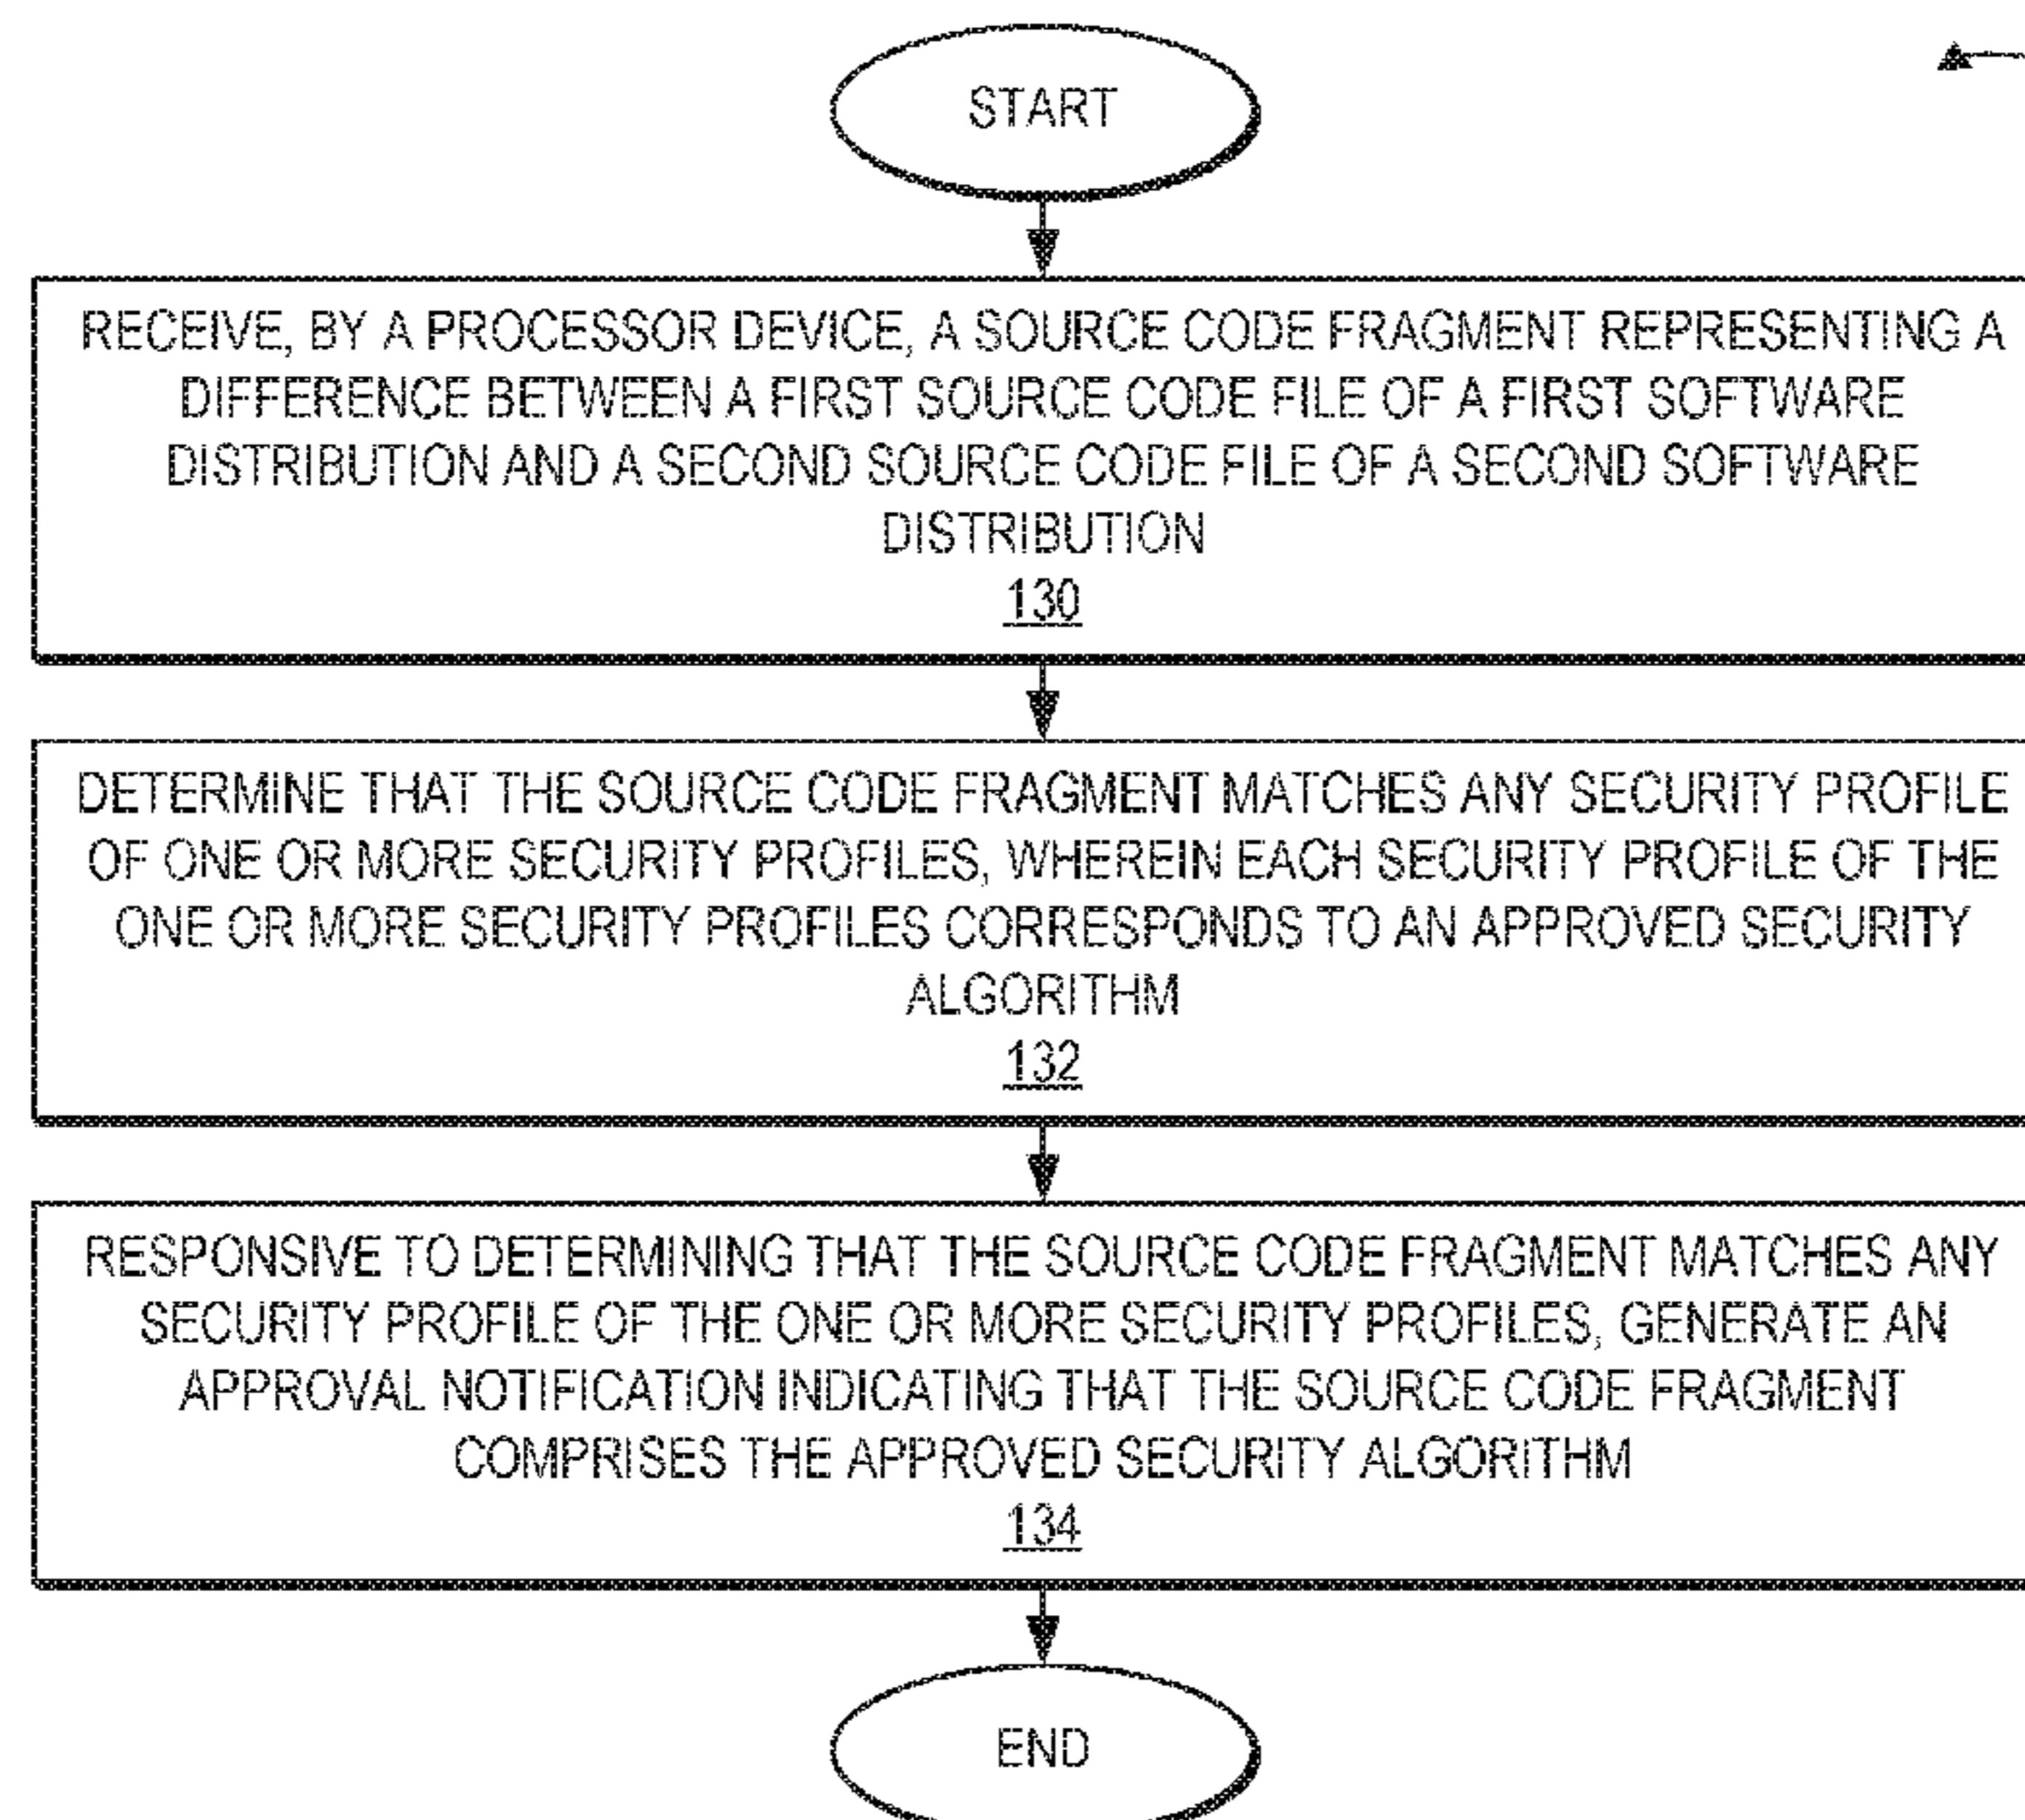 START
RECEIVE, BY A PROCESSOR DEVICE, A SOURCE CODE FRAGMENT REPRESENTING A
DIFFERENCE BETWEEN A FIRST SOURCE CODE FILE OF A FIRST SOFTWARE
DISTRIBUTION AND A SECOND SOURCE CODE FILE OF A SECOND SOFTWARE
DISTRIBUTION
130
DETERMINE THAT THE SOURCE CODE FRAGMENT MATCHES ANY SECURITY PROFILE
OF ONE OR MORE SECURITY PROFILES, WHEREIN EACH SECURITY PROFILE OF THE
ONE OR MORE SECURITY PROFILES CORRESPONDS TO AN APPROVED SECURITY
ALGORITHM
132
RESPONSIVE TO DETERMINING THAT THE SOURCE CODE FRAGMENT MATCHES ANY
SECURITY PROFILE OF THE ONE OR MORE SECURITY PROFILES, GENERATE AN
APPROVAL NOTIFICATION INDICATING THAT THE SOURCE CODE FRAGMENT
COMPRISES THE APPROVED SECURITY ALGORITHM
134
END